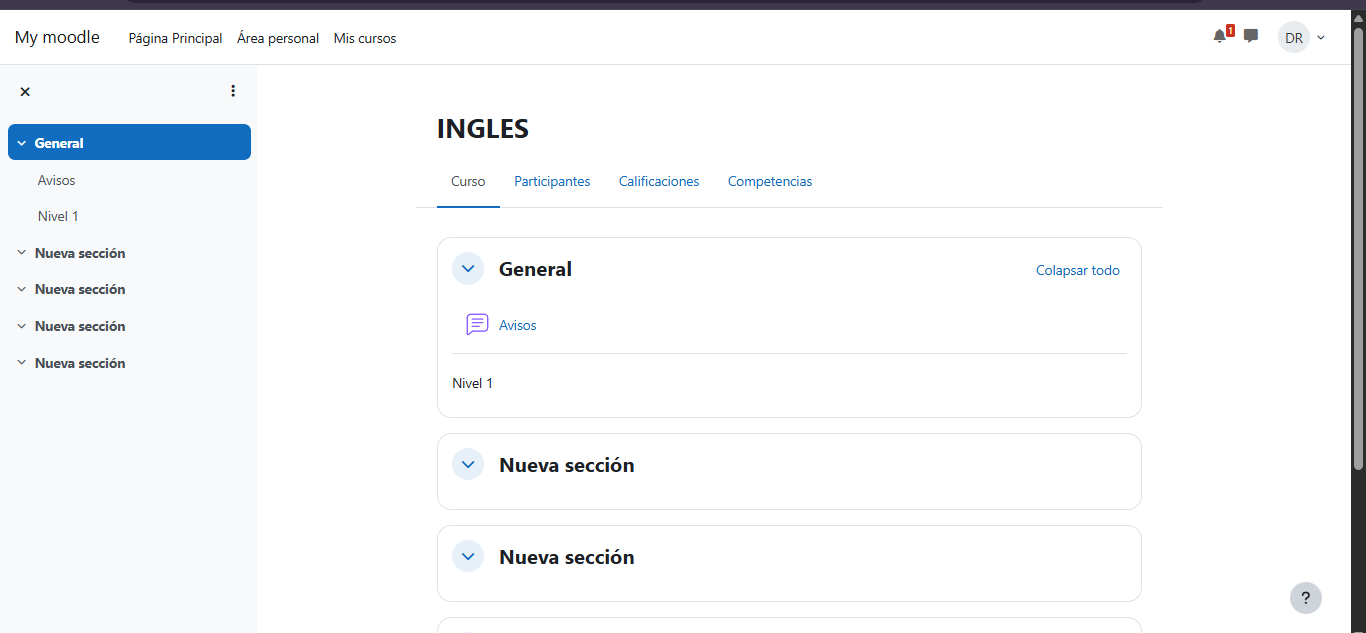 My moodle Página Principal Área personal Mis cursos 1 DR
General
Avisos
Nivel 1
Nueva sección
Nueva sección
Nueva sección
Nueva sección
INGLES
Curso Participantes Calificaciones Competencias
General Colapsar todo
Avisos
Nivel 1
Nueva sección
Nueva sección
?